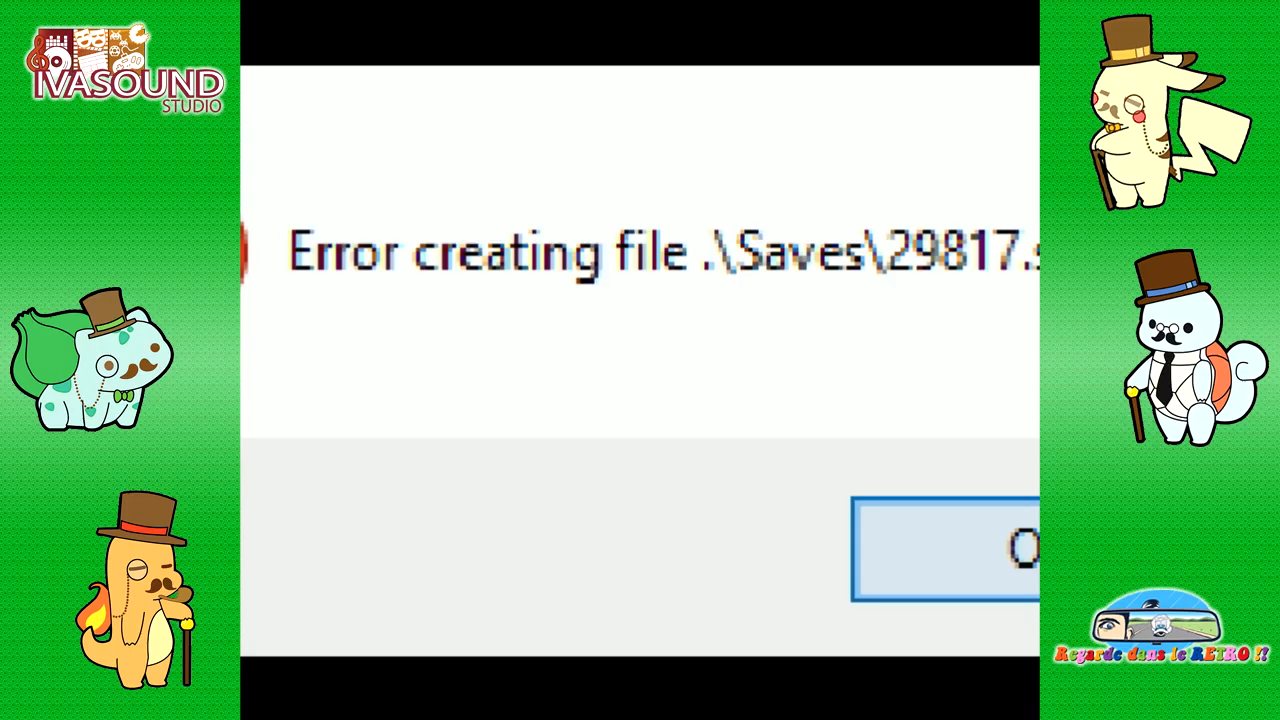 IVASOUND
STUDIO
Error creating file .\Saves\29817.s
O
Regarde dans le RETRO !!